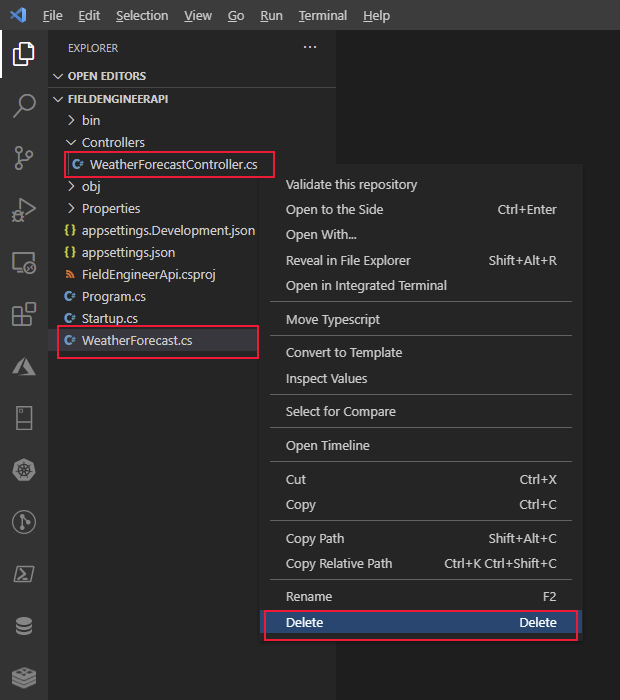 File Edit Selection View Go Run Terminal Help
EXPLORER ···
OPEN EDITORS
FIELDENGINEERAPI
bin
Controllers
C# WeatherForecastController.cs
obj
Properties
{} appsettings.Development.json
{} appsettings.json
FieldEngineerApi.csproj
C# Program.cs
C# Startup.cs
C# WeatherForecast.cs
Validate this repository
Open to the Side Ctrl+Enter
Open With...
Reveal in File Explorer Shift+Alt+R
Open in Integrated Terminal
Move Typescript
Convert to Template
Inspect Values
Select for Compare
Open Timeline
Cut Ctrl+X
Copy Ctrl+C
Copy Path Shift+Alt+C
Copy Relative Path Ctrl+K Ctrl+Shift+C
Rename F2
Delete Delete